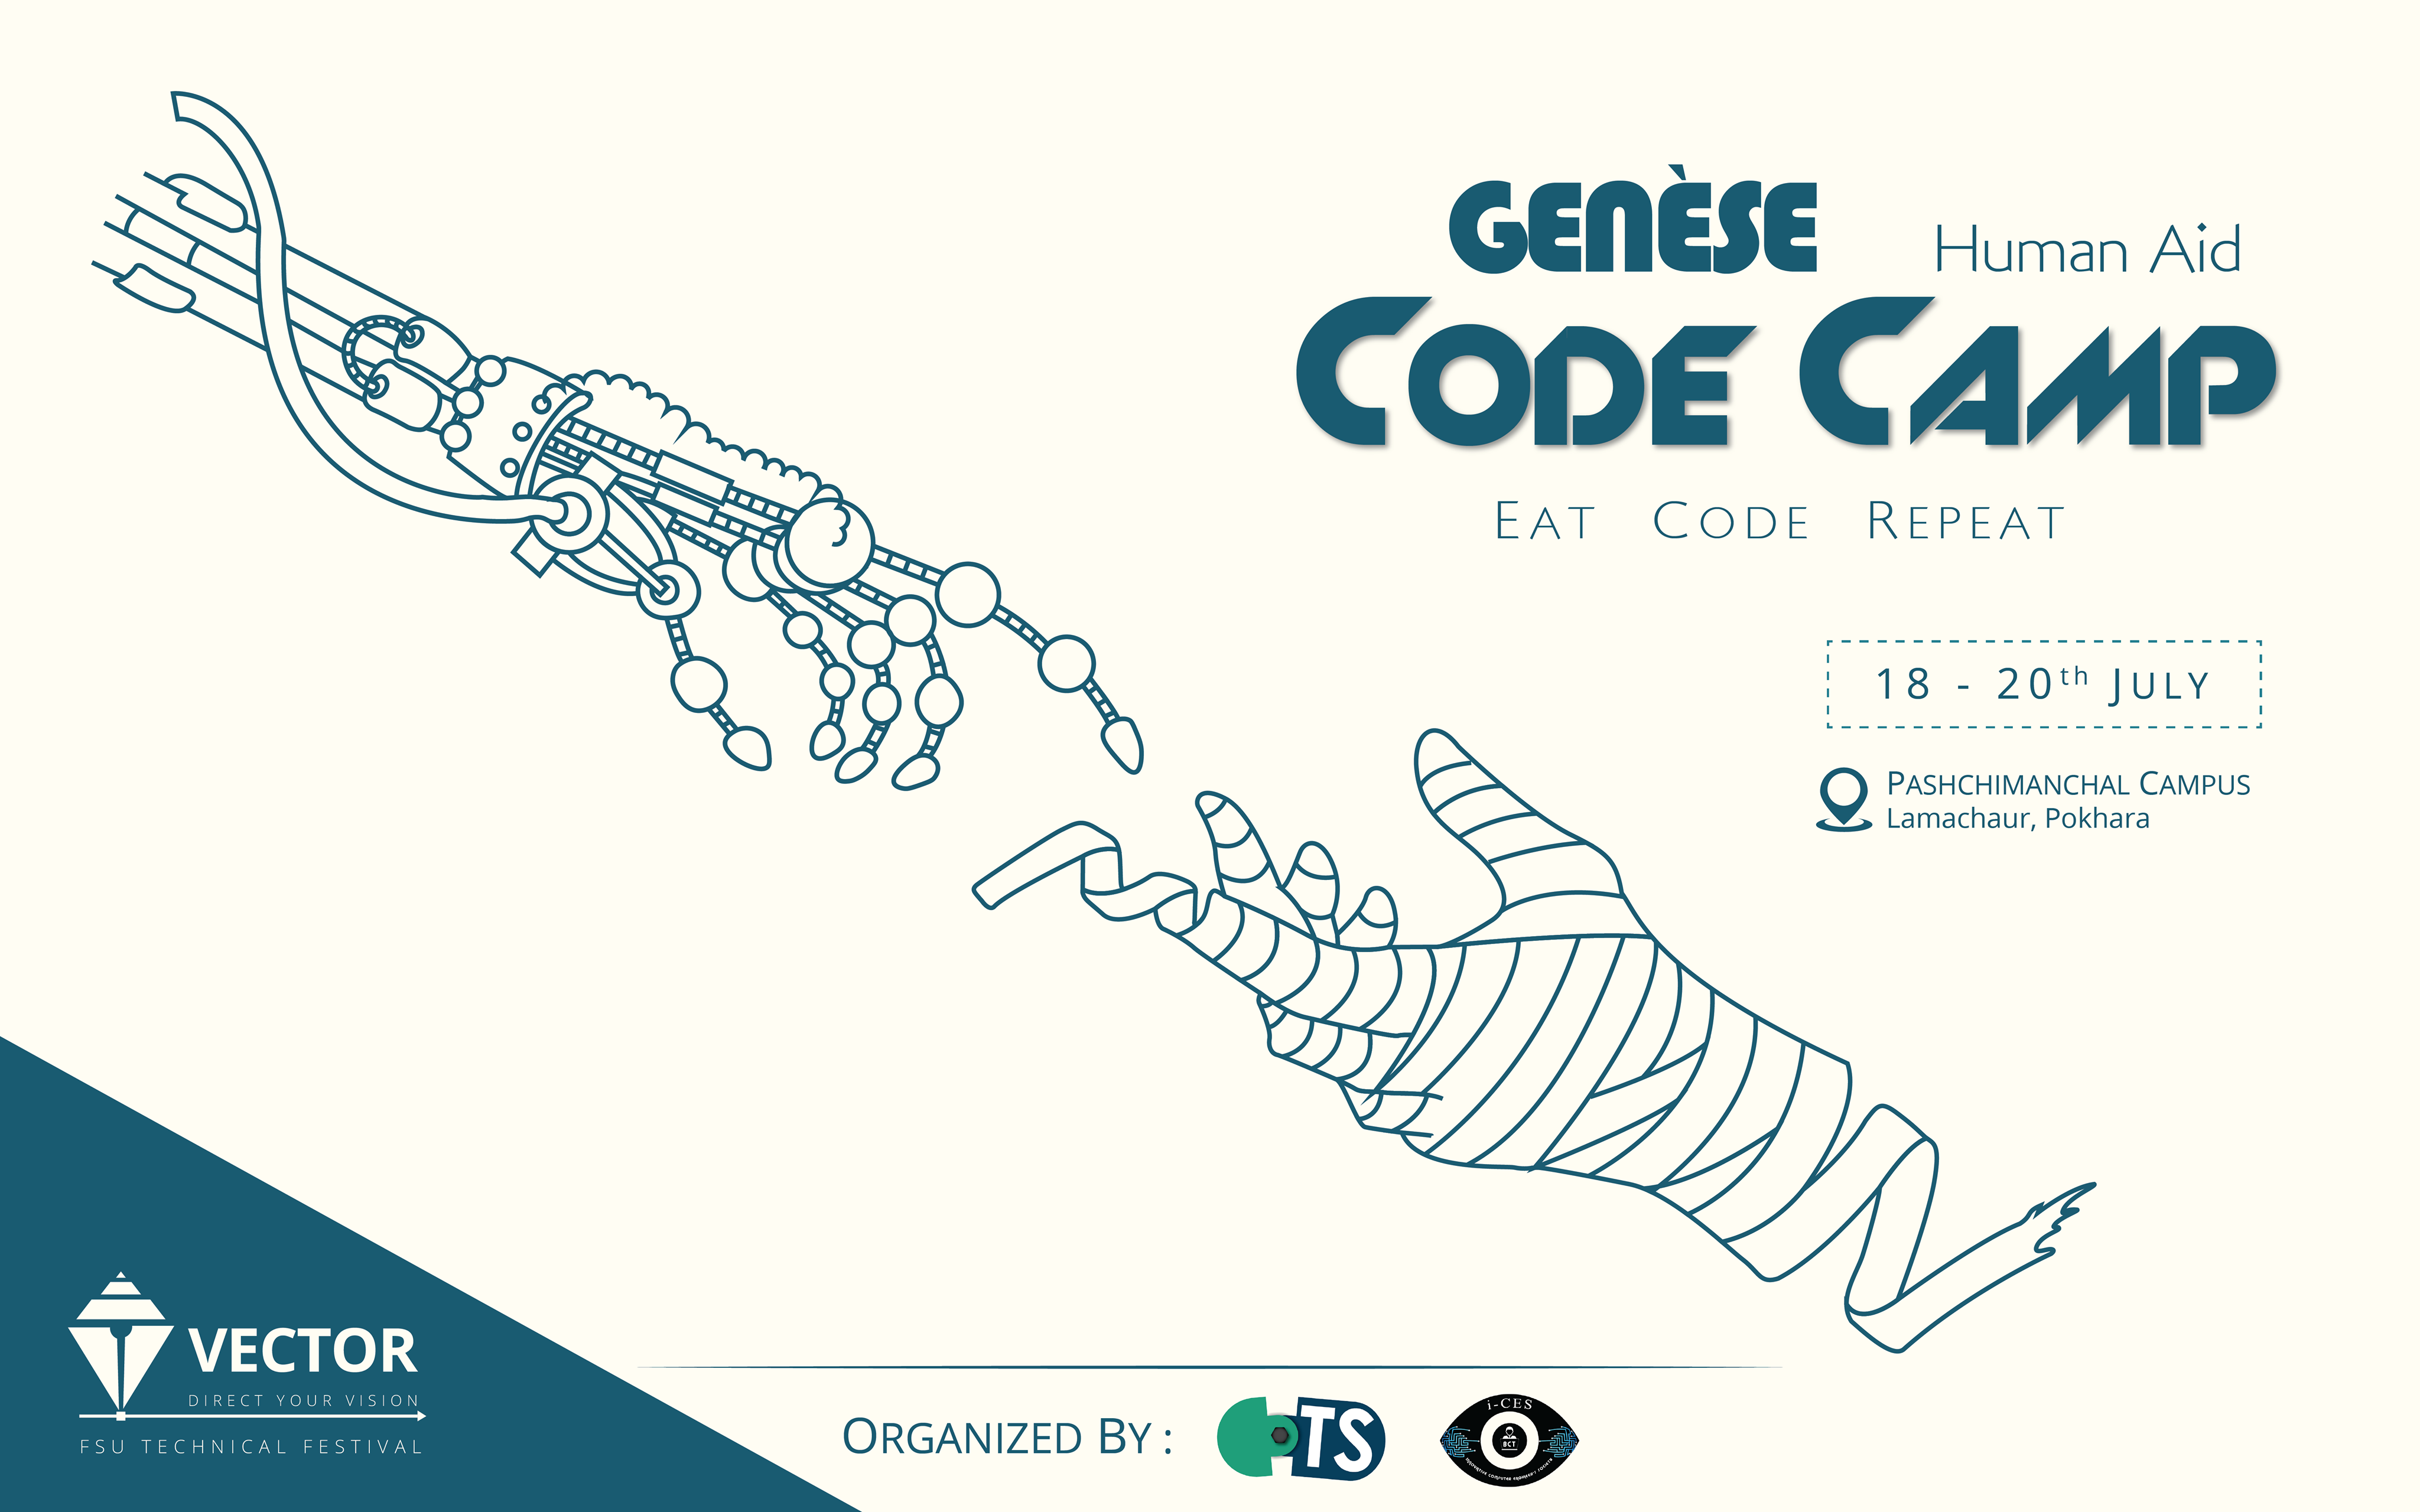 GENÈSE
Human Aid
CODE CAMP
EAT CODE REPEAT
18 - 20th JULY
PASHCHIMANCHAL CAMPUS
Lamachaur, Pokhara
VECTOR
DIRECT YOUR VISION
FSU TECHNICAL FESTIVAL
ORGANIZED BY :
TS
i-CES
BCT